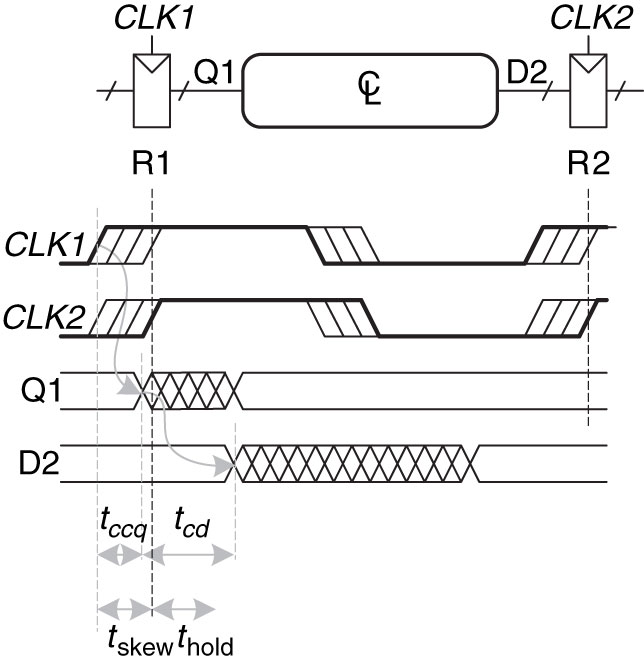 CLK1 CLK2
Q1 CL D2
R1 R2
CLK1
CLK2
Q1
D2
tccq tcd
tskew thold